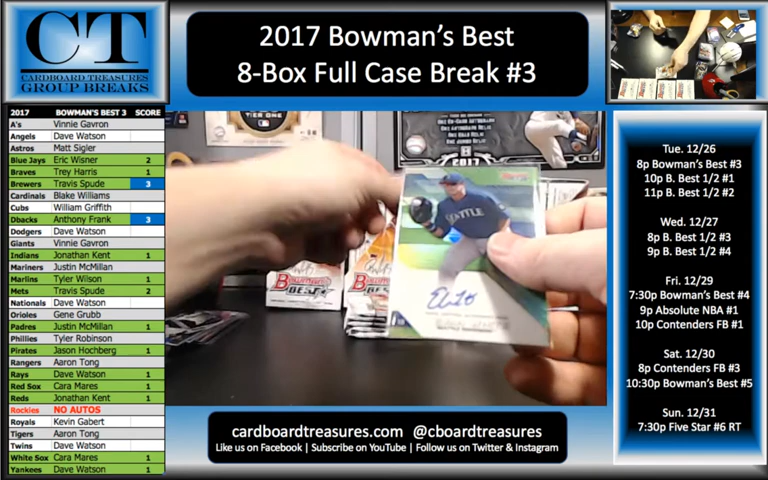 CT
CARDBOARD TREASURES
GROUP BREAKS
2017 Bowman's Best
8-Box Full Case Break #3
2017 BOWMAN'S BEST 3 SCORE
A's Vinnie Gavron
Angels Dave Watson
Astros Matt Sigler
Blue Jays Eric Wisner 2
Braves Trey Harris 1
Brewers Travis Spude 3
Cardinals Blake Williams
Cubs William Griffith
Dbacks Anthony Frank 3
Dodgers Dave Watson
Giants Vinnie Gavron
Indians Jonathan Kent 1
Mariners Justin McMillan
Marlins Tyler Wilson 1
Mets Travis Spude 2
Nationals Dave Watson
Orioles Gene Grubb
Padres Justin McMillan 1
Phillies Tyler Robinson
Pirates Jason Hochberg 1
Rangers Aaron Tong
Rays Dave Watson 1
Red Sox Cara Mares 1
Reds Jonathan Kent 1
Rockies NO AUTOS
Royals Kevin Gabert
Tigers Aaron Tong
Twins Dave Watson
White Sox Cara Mares 1
Yankees Dave Watson 1
TIER ONE
2017
SEATTLE
Bowman's
BEST
Tue. 12/26
8p Bowman's Best #3
10p B. Best 1/2 #1
11p B. Best 1/2 #2
Wed. 12/27
8p B. Best 1/2 #3
9p B. Best 1/2 #4
Fri. 12/29
7:30p Bowman's Best #4
9p Absolute NBA #1
10p Contenders FB #1
Sat. 12/30
8p Contenders FB #3
10:30p Bowman's Best #5
Sun. 12/31
7:30p Five Star #6 RT
cardboardtreasures.com @cboardtreasures
Like us on Facebook | Subscribe on YouTube | Follow us on Twitter & Instagram